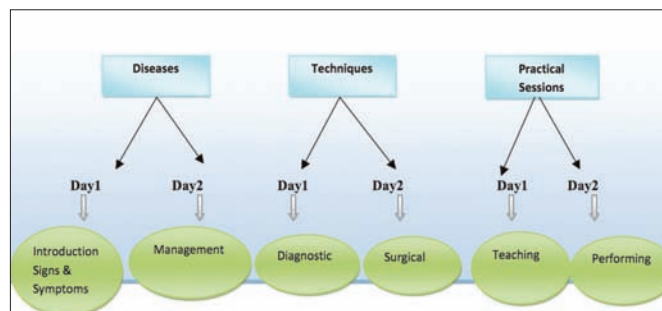 Diseases
Techniques
Practical
Sessions
Day1
Day2
Day1
Day2
Day1
Day2
Introduction
Signs &
Symptoms
Management
Diagnostic
Surgical
Teaching
Performing